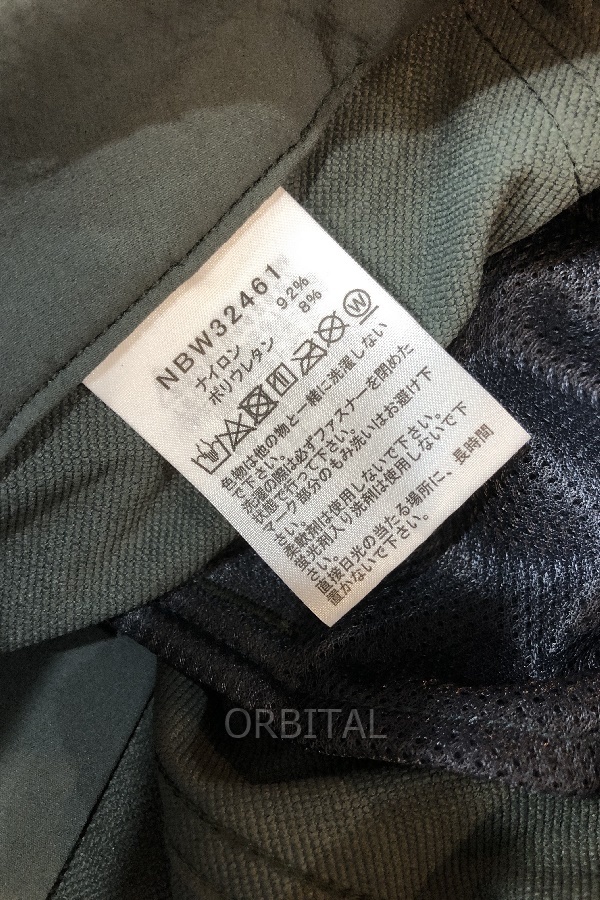 NBW32461
ナイロン 92%
ポリウレタン 8%
W
色物は他の物と一緒に洗濯しない
で下さい。
洗濯の際は必ずファスナーを閉めた
状態で行って下さい。
マーク部分のもみ洗いはお避け下
さい。
柔軟剤は使用しないで下さい。
蛍光剤入り洗剤は使用しないで下
さい。
直接日光の当たる場所に、長時間
置かないで下さい。
ORBITAL